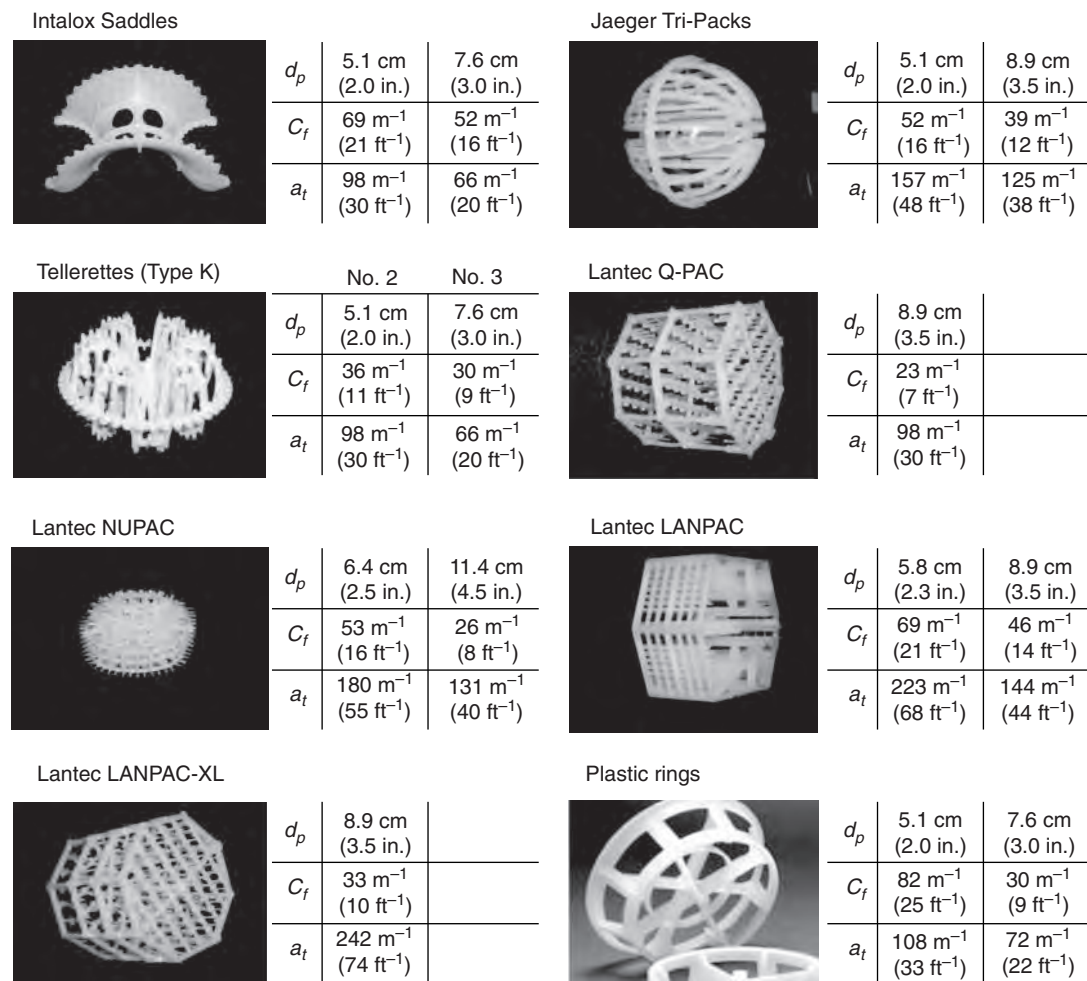 Intalox Saddles
d_p 5.1 cm 7.6 cm
(2.0 in.) (3.0 in.)
C_f 69 m⁻¹ 52 m⁻¹
(21 ft⁻¹) (16 ft⁻¹)
a_t 98 m⁻¹ 66 m⁻¹
(30 ft⁻¹) (20 ft⁻¹)
Jaeger Tri-Packs
d_p 5.1 cm 8.9 cm
(2.0 in.) (3.5 in.)
C_f 52 m⁻¹ 39 m⁻¹
(16 ft⁻¹) (12 ft⁻¹)
a_t 157 m⁻¹ 125 m⁻¹
(48 ft⁻¹) (38 ft⁻¹)
Tellerettes (Type K)
No. 2 No. 3
d_p 5.1 cm 7.6 cm
(2.0 in.) (3.0 in.)
C_f 36 m⁻¹ 30 m⁻¹
(11 ft⁻¹) (9 ft⁻¹)
a_t 98 m⁻¹ 66 m⁻¹
(30 ft⁻¹) (20 ft⁻¹)
Lantec Q-PAC
d_p 8.9 cm
(3.5 in.)
C_f 23 m⁻¹
(7 ft⁻¹)
a_t 98 m⁻¹
(30 ft⁻¹)
Lantec NUPAC
d_p 6.4 cm 11.4 cm
(2.5 in.) (4.5 in.)
C_f 53 m⁻¹ 26 m⁻¹
(16 ft⁻¹) (8 ft⁻¹)
a_t 180 m⁻¹ 131 m⁻¹
(55 ft⁻¹) (40 ft⁻¹)
Lantec LANPAC
d_p 5.8 cm 8.9 cm
(2.3 in.) (3.5 in.)
C_f 69 m⁻¹ 46 m⁻¹
(21 ft⁻¹) (14 ft⁻¹)
a_t 223 m⁻¹ 144 m⁻¹
(68 ft⁻¹) (44 ft⁻¹)
Lantec LANPAC-XL
d_p 8.9 cm
(3.5 in.)
C_f 33 m⁻¹
(10 ft⁻¹)
a_t 242 m⁻¹
(74 ft⁻¹)
Plastic rings
d_p 5.1 cm 7.6 cm
(2.0 in.) (3.0 in.)
C_f 82 m⁻¹ 30 m⁻¹
(25 ft⁻¹) (9 ft⁻¹)
a_t 108 m⁻¹ 72 m⁻¹
(33 ft⁻¹) (22 ft⁻¹)